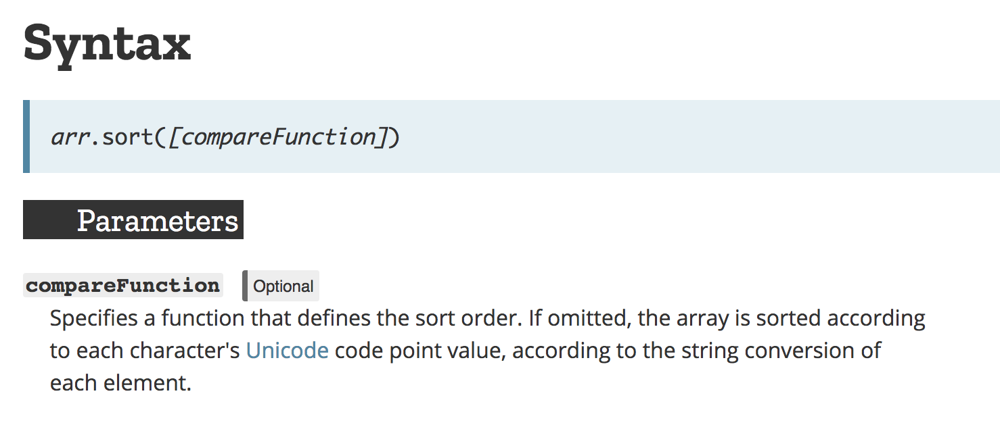 Syntax
arr.sort([compareFunction])
Parameters
compareFunction Optional
Specifies a function that defines the sort order. If omitted, the array is sorted according
to each character's Unicode code point value, according to the string conversion of
each element.